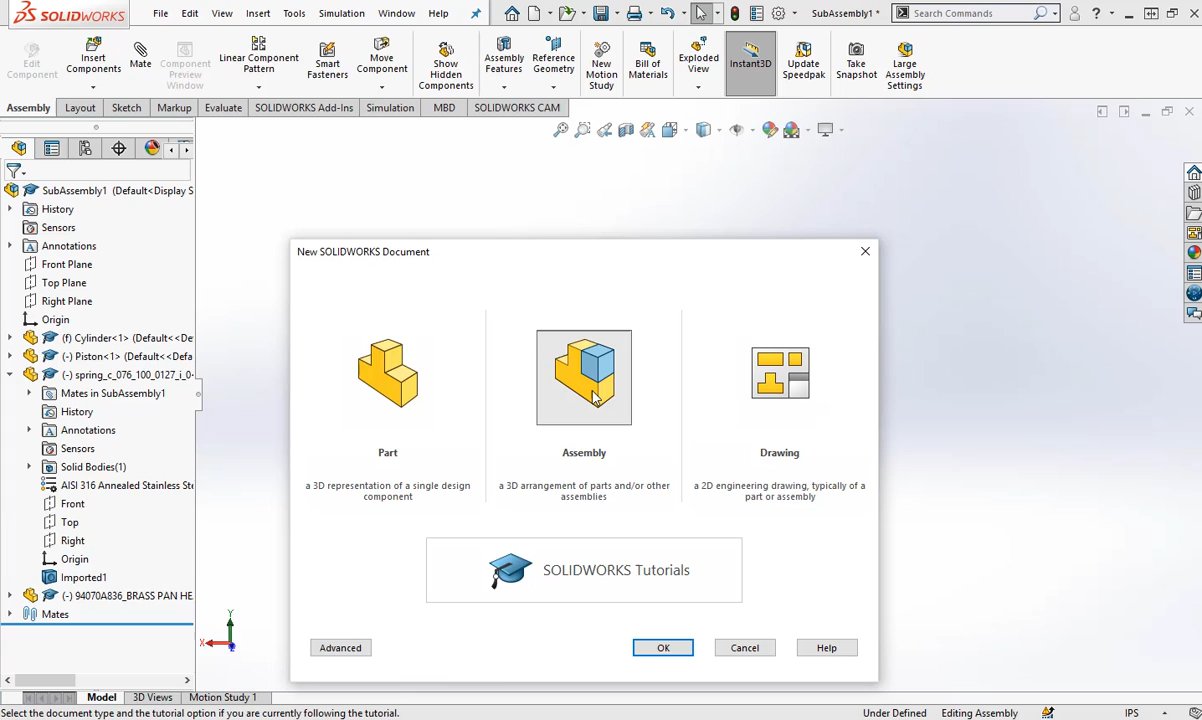 SOLIDWORKS File Edit View Insert Tools Simulation Window Help SubAssembly1 * Search Commands ?
Edit Component
Insert Components
Mate
Component Preview Window
Linear Component Pattern
Smart Fasteners
Move Component
Show Hidden Components
Assembly Features
Reference Geometry
New Motion Study
Bill of Materials
Exploded View
Instant3D
Update Speedpak
Take Snapshot
Large Assembly Settings
Assembly Layout Sketch Markup Evaluate SOLIDWORKS Add-Ins Simulation MBD SOLIDWORKS CAM
SubAssembly1 (Default<Display S
History
Sensors
Annotations
Front Plane
Top Plane
Right Plane
Origin
(f) Cylinder<1> (Default<<De
(-) Piston<1> (Default<<Defa
(-) spring_c_076_100_0127_i_0
Mates in SubAssembly1
History
Annotations
Sensors
Solid Bodies(1)
AISI 316 Annealed Stainless Ste
Front
Top
Right
Origin
Imported1
(-) 94070A836_BRASS PAN HE
Mates
Y
X
Z
New SOLIDWORKS Document
Part
a 3D representation of a single design component
Assembly
a 3D arrangement of parts and/or other assemblies
Drawing
a 2D engineering drawing, typically of a part or assembly
SOLIDWORKS Tutorials
Advanced OK Cancel Help
Model 3D Views Motion Study 1
Select the document type and the tutorial option if you are currently following the tutorial. Under Defined Editing Assembly IPS